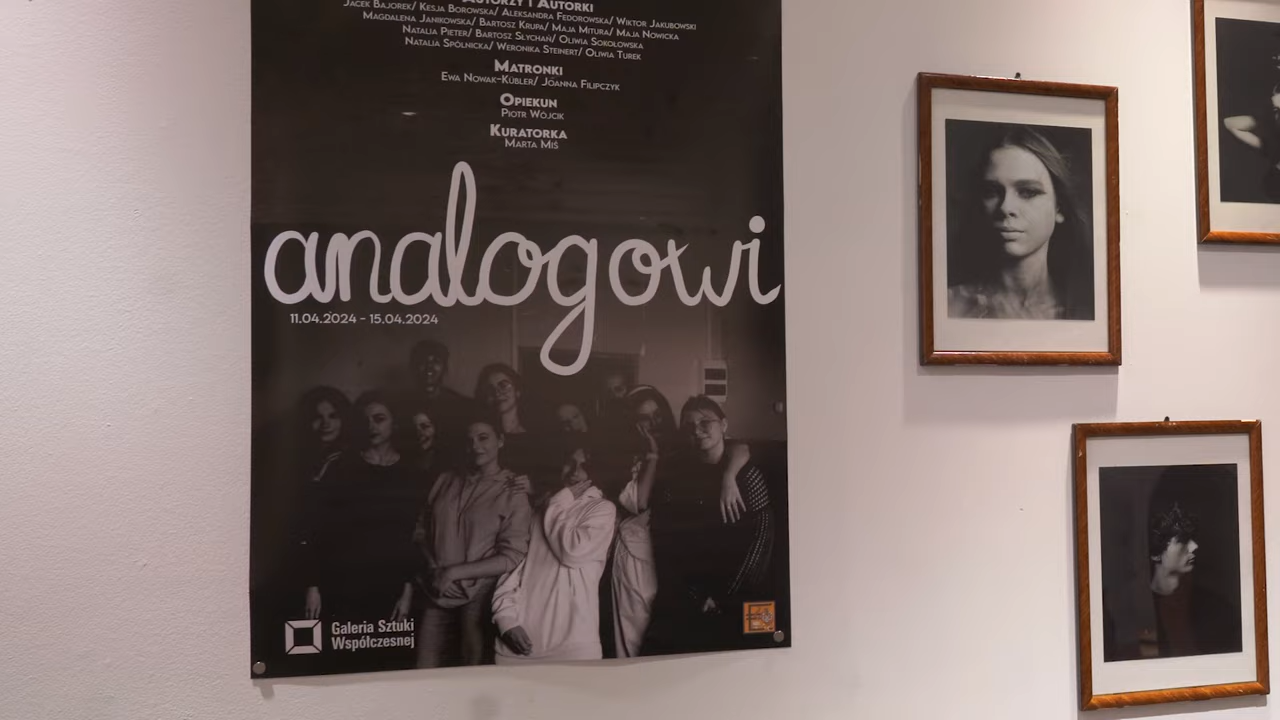 Autorzy i Autorki
Jacek Bajorek/ Kesja Borowska/ Aleksandra Fedorowska/ Wiktor Jakubowski
Magdalena Janikowska/ Bartosz Krupa/ Maja Mitura/ Maja Nowicka
Natalia Pieter/ Bartosz Słychań/ Oliwia Sokołowska
Natalia Spólnicka/ Weronika Steinert/ Oliwia Turek
Matronki
Ewa Nowak-Kübler/ Joanna Filipczyk
Opiekun
Piotr Wójcik
Kuratorka
Marta Miś
analogowi
11.04.2024 - 15.04.2024
Galeria Sztuki
Współczesnej